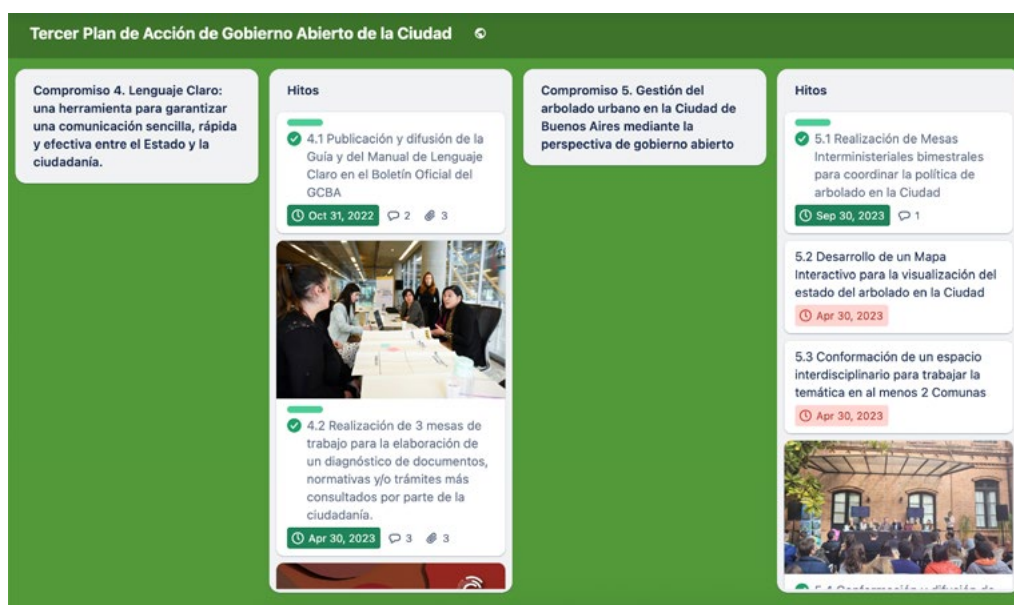 Tercer Plan de Acción de Gobierno Abierto de la Ciudad
Compromiso 4. Lenguaje Claro:
una herramienta para garantizar
una comunicación sencilla, rápida
y efectiva entre el Estado y la
ciudadanía.
Hitos
4.1 Publicación y difusión de la
Guía y del Manual de Lenguaje
Claro en el Boletín Oficial del
GCBA
Oct 31, 2022 2 3
4.2 Realización de 3 mesas de
trabajo para la elaboración de
un diagnóstico de documentos,
normativas y/o trámites más
consultados por parte de la
ciudadanía.
Apr 30, 2023 3 3
Compromiso 5. Gestión del
arbolado urbano en la Ciudad de
Buenos Aires mediante la
perspectiva de gobierno abierto
Hitos
5.1 Realización de Mesas
Interministeriales bimestrales
para coordinar la política de
arbolado en la Ciudad
Sep 30, 2023 1
5.2 Desarrollo de un Mapa
Interactivo para la visualización del
estado del arbolado en la Ciudad
Apr 30, 2023
5.3 Conformación de un espacio
interdisciplinario para trabajar la
temática en al menos 2 Comunas
Apr 30, 2023
5.4 Conformación y difusión de